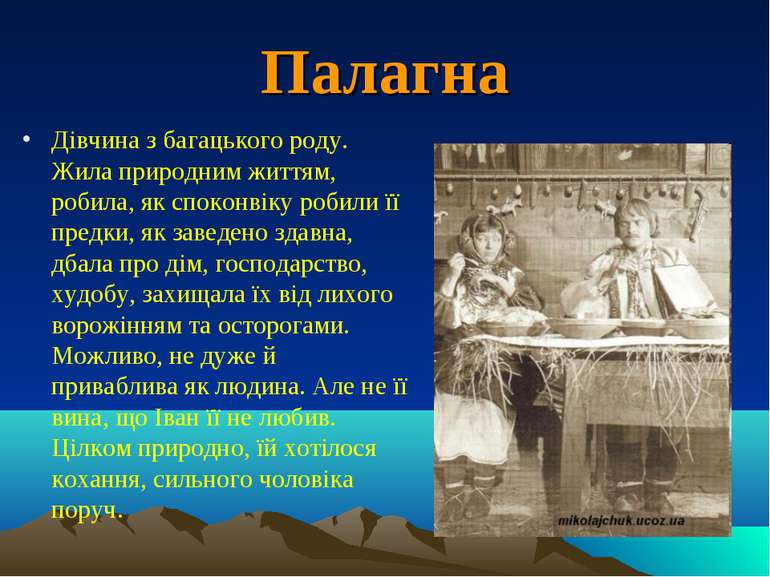 Палагна
• Дівчина з багацького роду.
Жила природним життям,
робила, як споконвіку робили її
предки, як заведено здавна,
дбала про дім, господарство,
худобу, захищала їх від лихого
ворожінням та осторогами.
Можливо, не дуже й
приваблива як людина. Але не її
вина, що Іван її не любив.
Цілком природно, їй хотілося
кохання, сильного чоловіка
поруч.
mikolajchuk.ucoz.ua